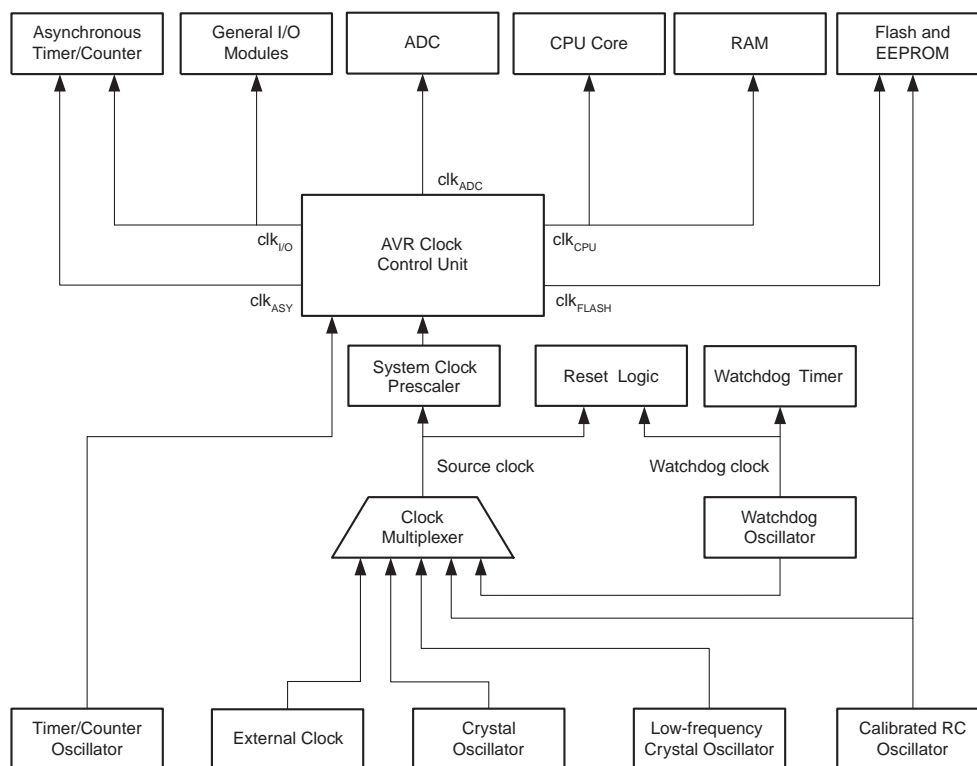 Asynchronous
Timer/Counter
General I/O
Modules
ADC
CPU Core
RAM
Flash and
EEPROM
clkADC
clkI/O
AVR Clock
Control Unit
clkCPU
clkASY
clkFLASH
System Clock
Prescaler
Reset Logic
Watchdog Timer
Source clock
Watchdog clock
Clock
Multiplexer
Watchdog
Oscillator
Timer/Counter
Oscillator
External Clock
Crystal
Oscillator
Low-frequency
Crystal Oscillator
Calibrated RC
Oscillator